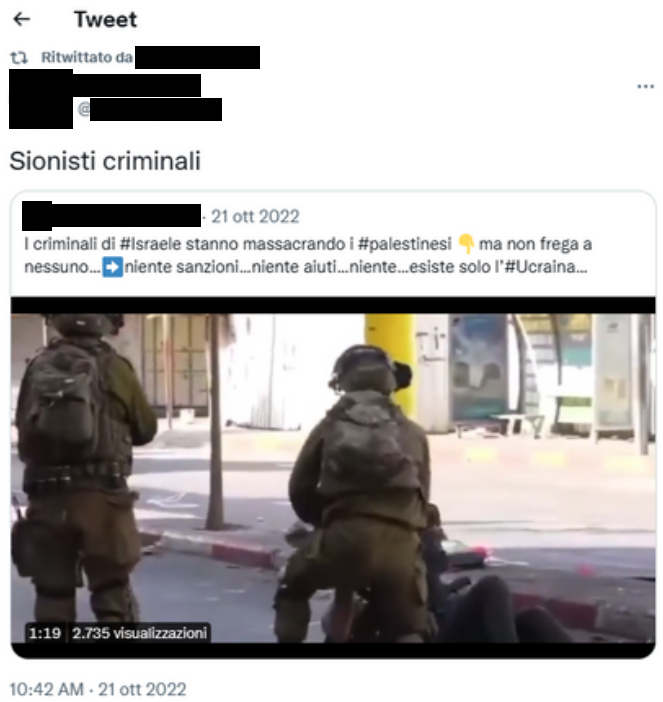 Tweet
Ritwittato da
@
Sionisti criminali
· 21 ott 2022
I criminali di #Israele stanno massacrando i #palestinesi 👇 ma non frega a
nessuno...➡️niente sanzioni...niente aiuti...niente...esiste solo l'#Ucraina...
1:19 2.735 visualizzazioni
10:42 AM · 21 ott 2022